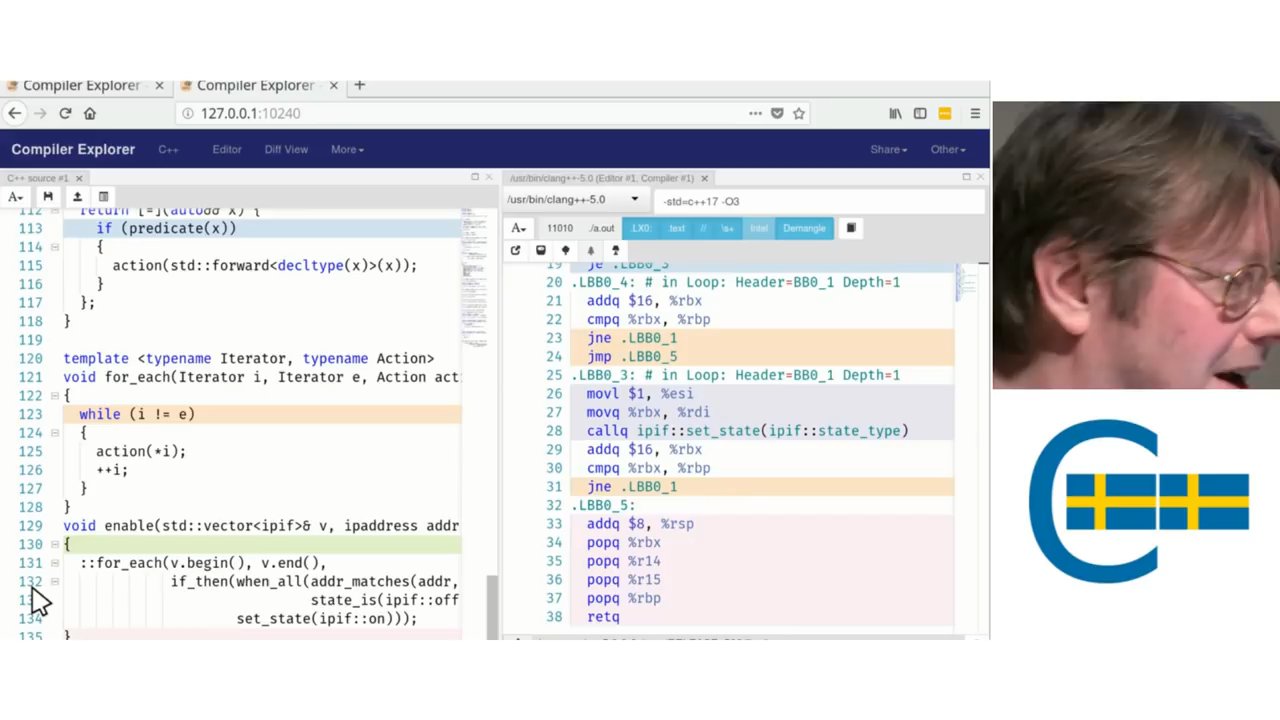 Compiler Explorer × Compiler Explorer × +
127.0.0.1:10240
Compiler Explorer C++ Editor Diff View More Share Other
C++ source #1 ×
/usr/bin/clang++-5.0 (Editor #1, Compiler #1) ×
A
/usr/bin/clang++-5.0 -std=c++17 -O3
A 11010 ./a.out .LX0: .text // \s+ Intel Demangle
112 return [=](auto&& x) {
113 if (predicate(x))
114 {
115 action(std::forward<decltype(x)>(x));
116 }
117 };
118 }
119
120 template <typename Iterator, typename Action>
121 void for_each(Iterator i, Iterator e, Action act
122 {
123 while (i != e)
124 {
125 action(*i);
126 ++i;
127 }
128 }
129 void enable(std::vector<ipif>& v, ipaddress addr
130 {
131 ::for_each(v.begin(), v.end(),
132 if_then(when_all(addr_matches(addr,
state_is(ipif::off
134 set_state(ipif::on)));
135 }
19 je .LBB0_3
20 .LBB0_4: # in Loop: Header=BB0_1 Depth=1
21 addq $16, %rbx
22 cmpq %rbx, %rbp
23 jne .LBB0_1
24 jmp .LBB0_5
25 .LBB0_3: # in Loop: Header=BB0_1 Depth=1
26 movl $1, %esi
27 movq %rbx, %rdi
28 callq ipif::set_state(ipif::state_type)
29 addq $16, %rbx
30 cmpq %rbx, %rbp
31 jne .LBB0_1
32 .LBB0_5:
33 addq $8, %rsp
34 popq %rbx
35 popq %r14
36 popq %r15
37 popq %rbp
38 retq
C